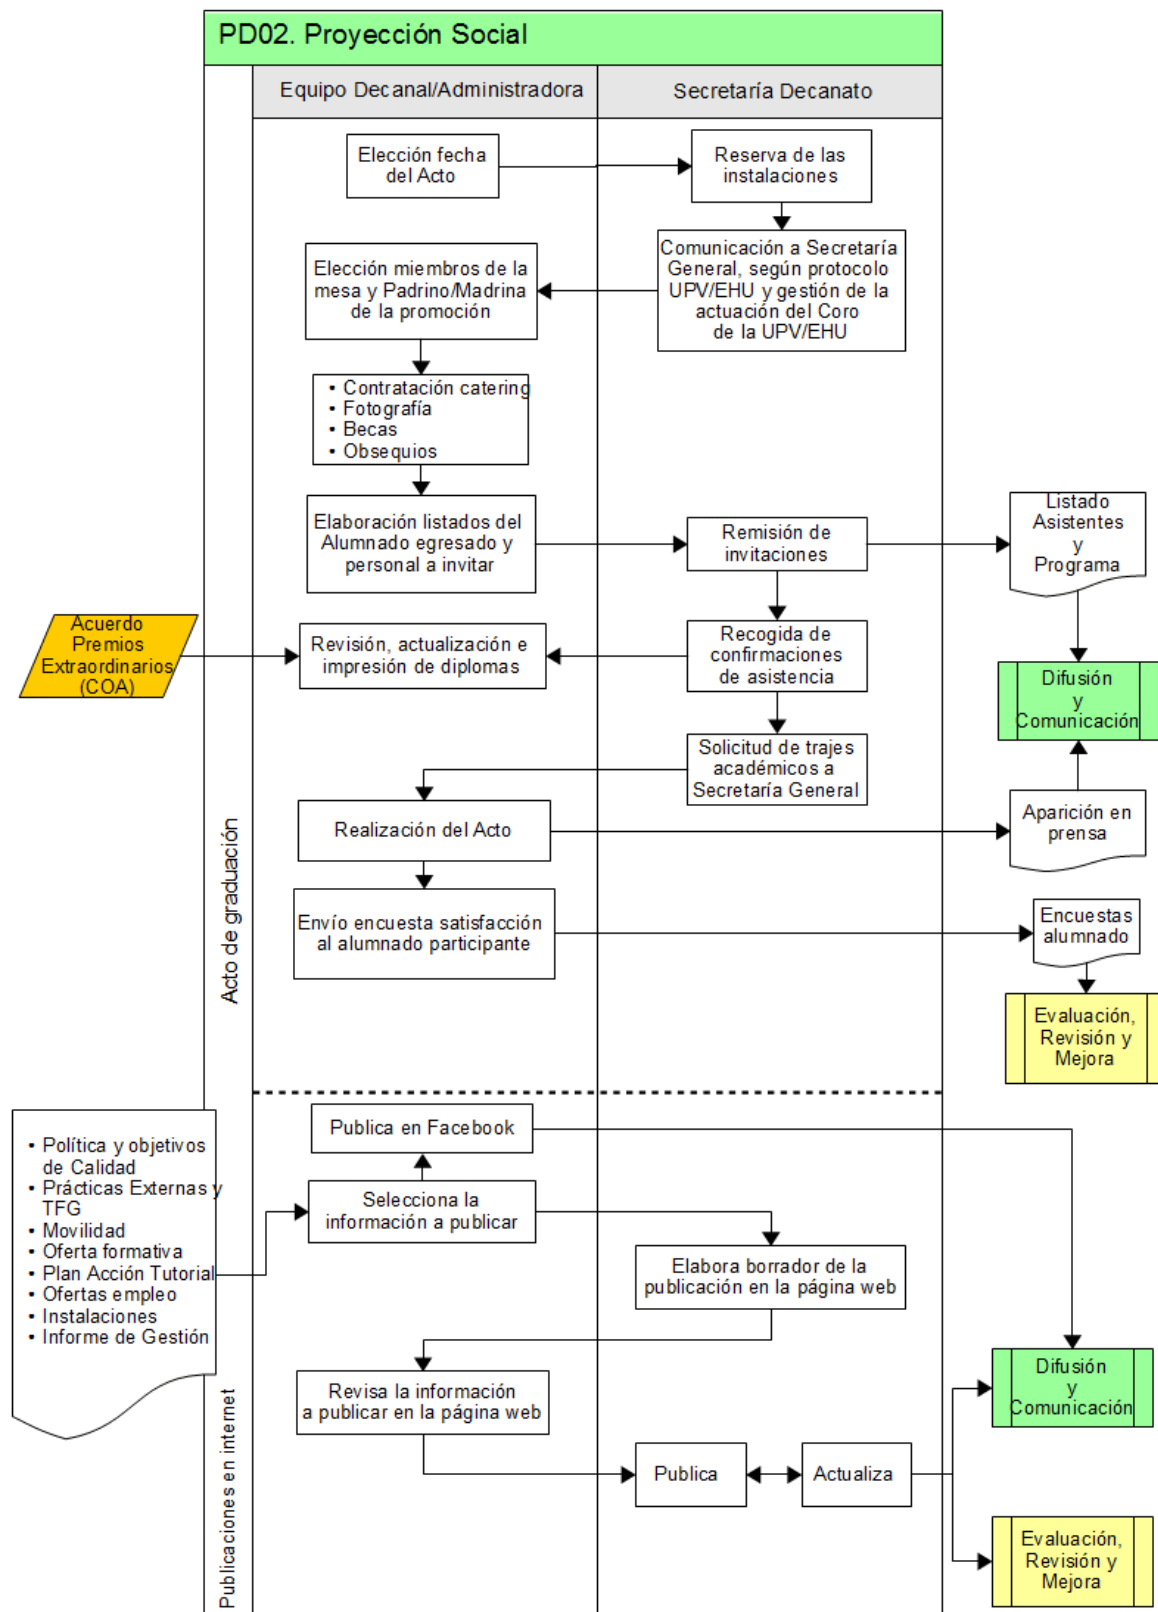 PD02. Proyección Social
Equipo Decanal/Administradora
Secretaría Decanato
Acto de graduación
Elección fecha
del Acto
Reserva de las
instalaciones
Comunicación a Secretaría
General, según protocolo
UPV/EHU y gestión de la
actuación del Coro
de la UPV/EHU
Elección miembros de la
mesa y Padrino/Madrina
de la promoción
• Contratación catering
• Fotografía
• Becas
• Obsequios
Elaboración listados del
Alumnado egresado y
personal a invitar
Remisión de
invitaciones
Listado
Asistentes
y
Programa
Acuerdo
Premios
Extraordinarios
(COA)
Revisión, actualización e
impresión de diplomas
Recogida de
confirmaciones
de asistencia
Difusión
y
Comunicación
Solicitud de trajes
académicos a
Secretaría General
Realización del Acto
Aparición en
prensa
Envío encuesta satisfacción
al alumnado participante
Encuestas
alumnado
Evaluación,
Revisión y
Mejora
Publicaciones en internet
• Política y objetivos
de Calidad
• Prácticas Externas y
TFG
• Movilidad
• Oferta formativa
• Plan Acción Tutorial
• Ofertas empleo
• Instalaciones
• Informe de Gestión
Publica en Facebook
Selecciona la
información a publicar
Elabora borrador de la
publicación en la página web
Revisa la información
a publicar en la página web
Publica
Actualiza
Difusión
y
Comunicación
Evaluación,
Revisión y
Mejora